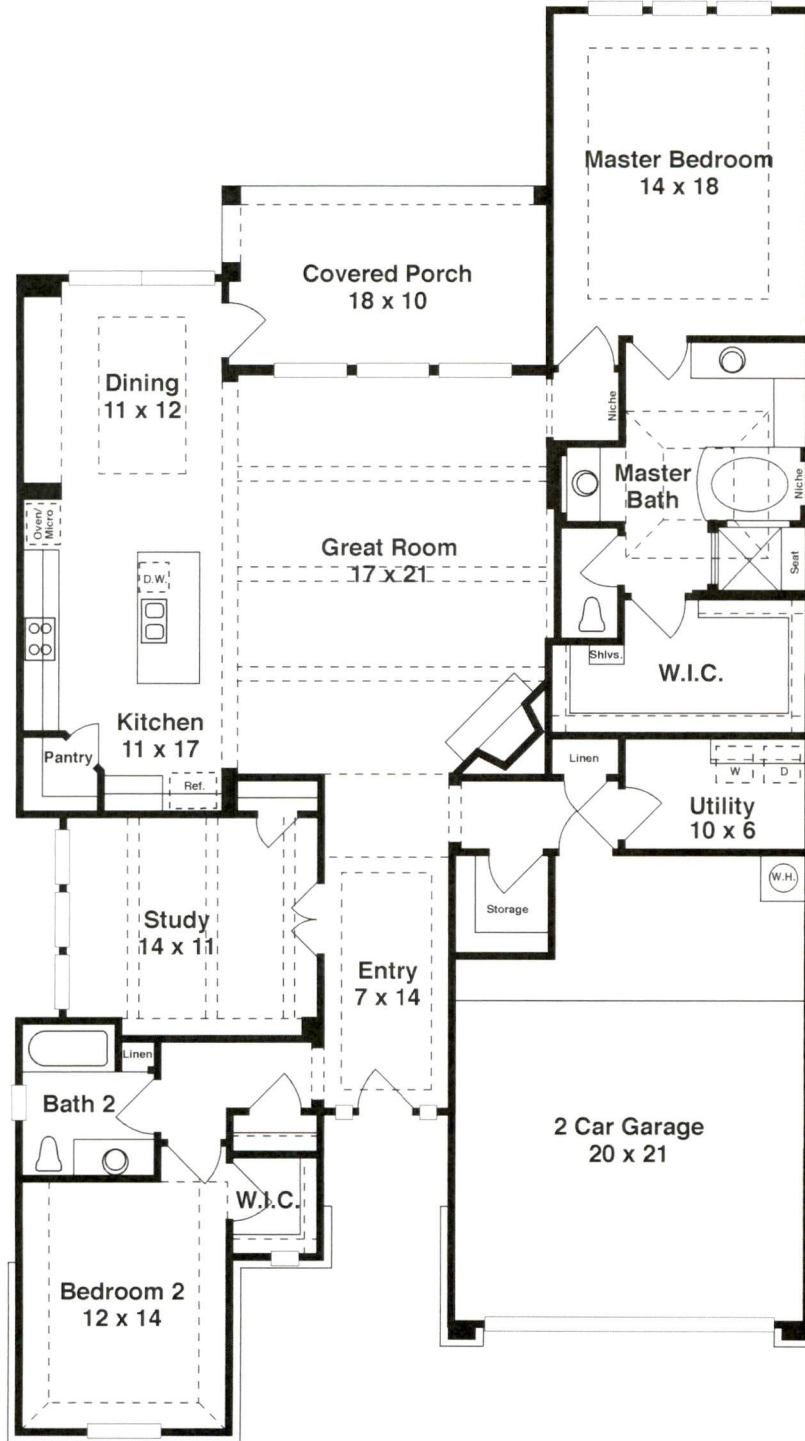 Master Bedroom
14 x 18
Covered Porch
18 x 10
Dining
11 x 12
Niche
Master
Bath
Niche
Oven/
Micro
Great Room
17 x 21
D.W.
Seat
Shlvs.
W.I.C.
Kitchen
11 x 17
Pantry
Ref.
Linen
W
D
Utility
10 x 6
W.H.
Storage
Study
14 x 11
Entry
7 x 14
Linen
Bath 2
2 Car Garage
20 x 21
W.I.C.
Bedroom 2
12 x 14